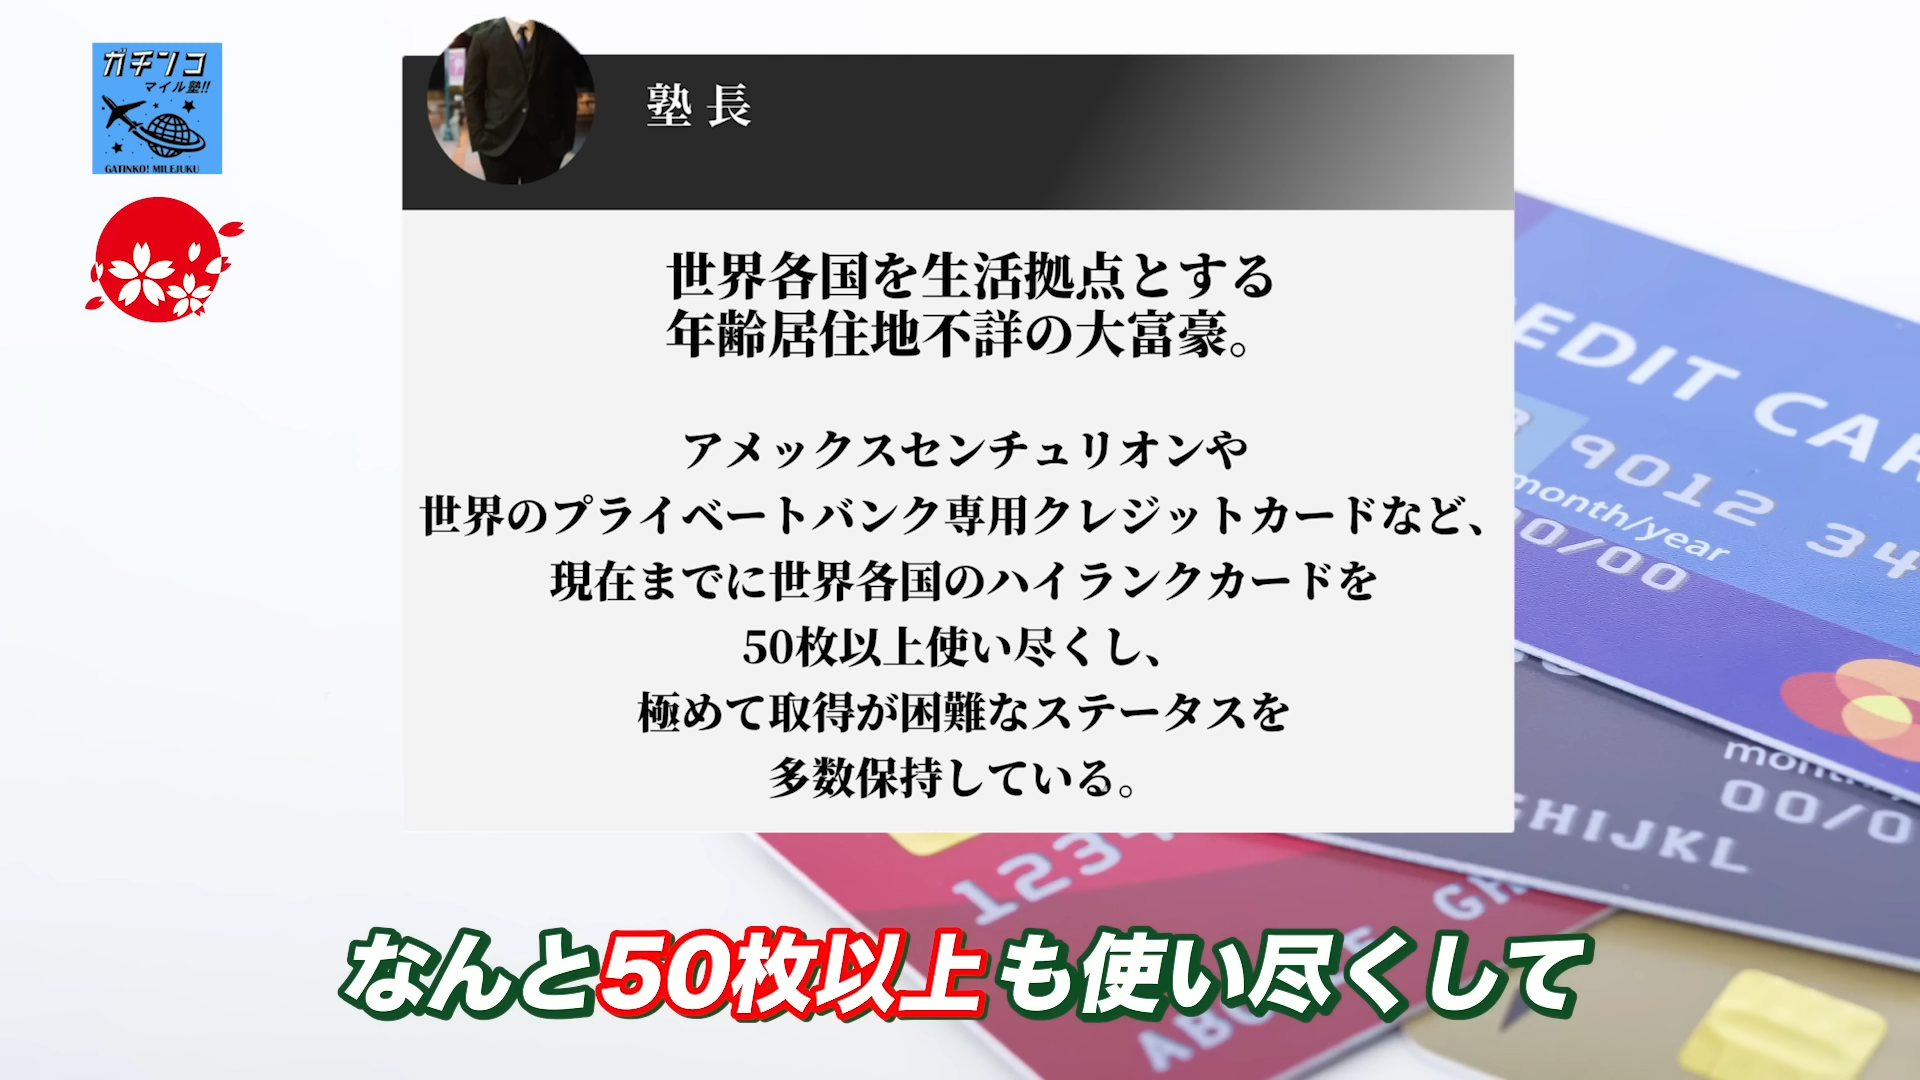 ガチンコ
マイル塾!!
GATINKO! MILEJUKU
塾長
世界各国を生活拠点とする
年齢居住地不詳の大富豪。
アメックスセンチュリオンや
世界のプライベートバンク専用クレジットカードなど、
現在までに世界各国のハイランクカードを
50枚以上使い尽くし、
極めて取得が困難なステータスを
多数保持している。
EDIT CAR
9012 34
month/year
00/00
00/0
GHIJKL
1234
なんと50枚以上も使い尽くして